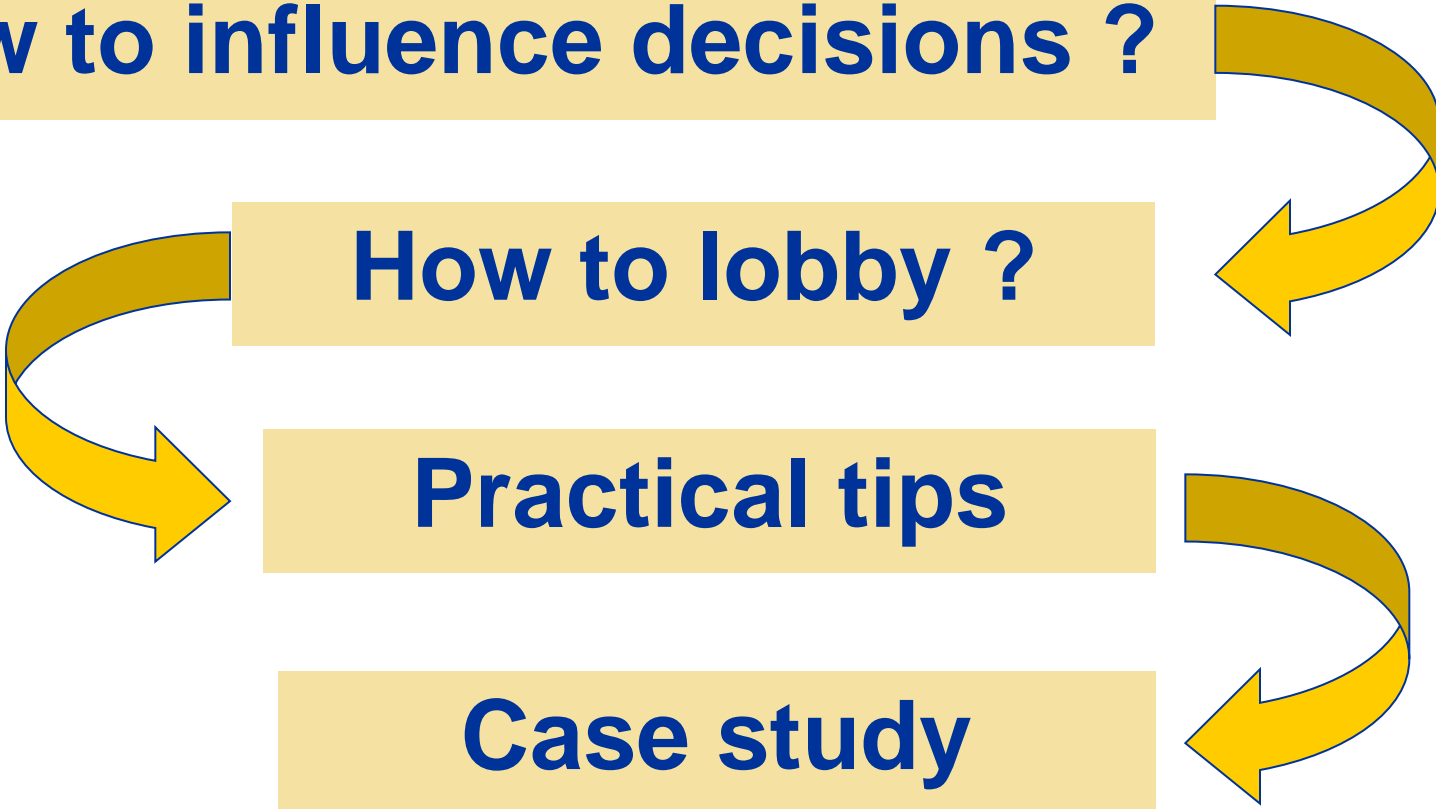 w to influence decisions ?
How to lobby ?
Practical tips
Case study